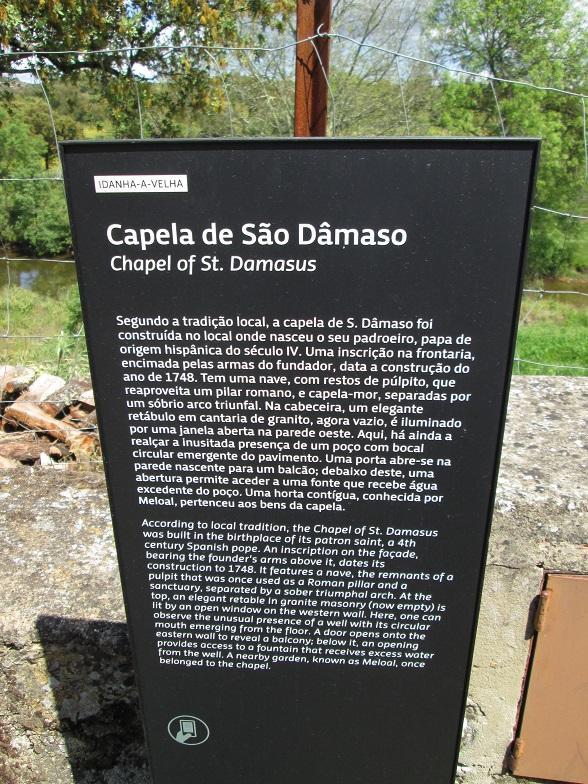 IDANHA-A-VELHA
Capela de São Dâmaso
Chapel of St. Damasus
Segundo a tradição local, a capela de S. Dâmaso foi
construída no local onde nasceu o seu padroeiro, papa de
origem hispânica do século IV. Uma inscrição na frontaria,
encimada pelas armas do fundador, data a construção do
ano de 1748. Tem uma nave, com restos de púlpito, que
reaproveita um pilar romano, e capela-mor, separadas por
um sóbrio arco triunfal. Na cabeceira, um elegante
retábulo em cantaria de granito, agora vazio, é iluminado
por uma janela aberta na parede oeste. Aqui, há ainda a
realçar a inusitada presença de um poço com bocal
circular emergente do pavimento. Uma porta abre-se na
parede nascente para um balcão; debaixo deste, uma
abertura permite aceder a uma fonte que recebe água
excedente do poço. Uma horta contígua, conhecida por
Meloal, pertenceu aos bens da capela.
According to local tradition, the Chapel of St. Damasus
was built in the birthplace of its patron saint, a 4th
century Spanish pope. An inscription on the façade,
bearing the founder's arms above it, dates its
construction to 1748. It features a nave, the remnants of a
pulpit that was once used as a Roman pillar and a
sanctuary, separated by a sober triumphal arch. At the
top, an elegant retable in granite masonry (now empty) is
lit by an open window on the western wall. Here, one can
observe the unusual presence of a well with its circular
mouth emerging from the floor. A door opens onto the
eastern wall to reveal a balcony; below it, an opening
provides access to a fountain that receives excess water
from the well. A nearby garden, known as Meloal, once
belonged to the chapel.